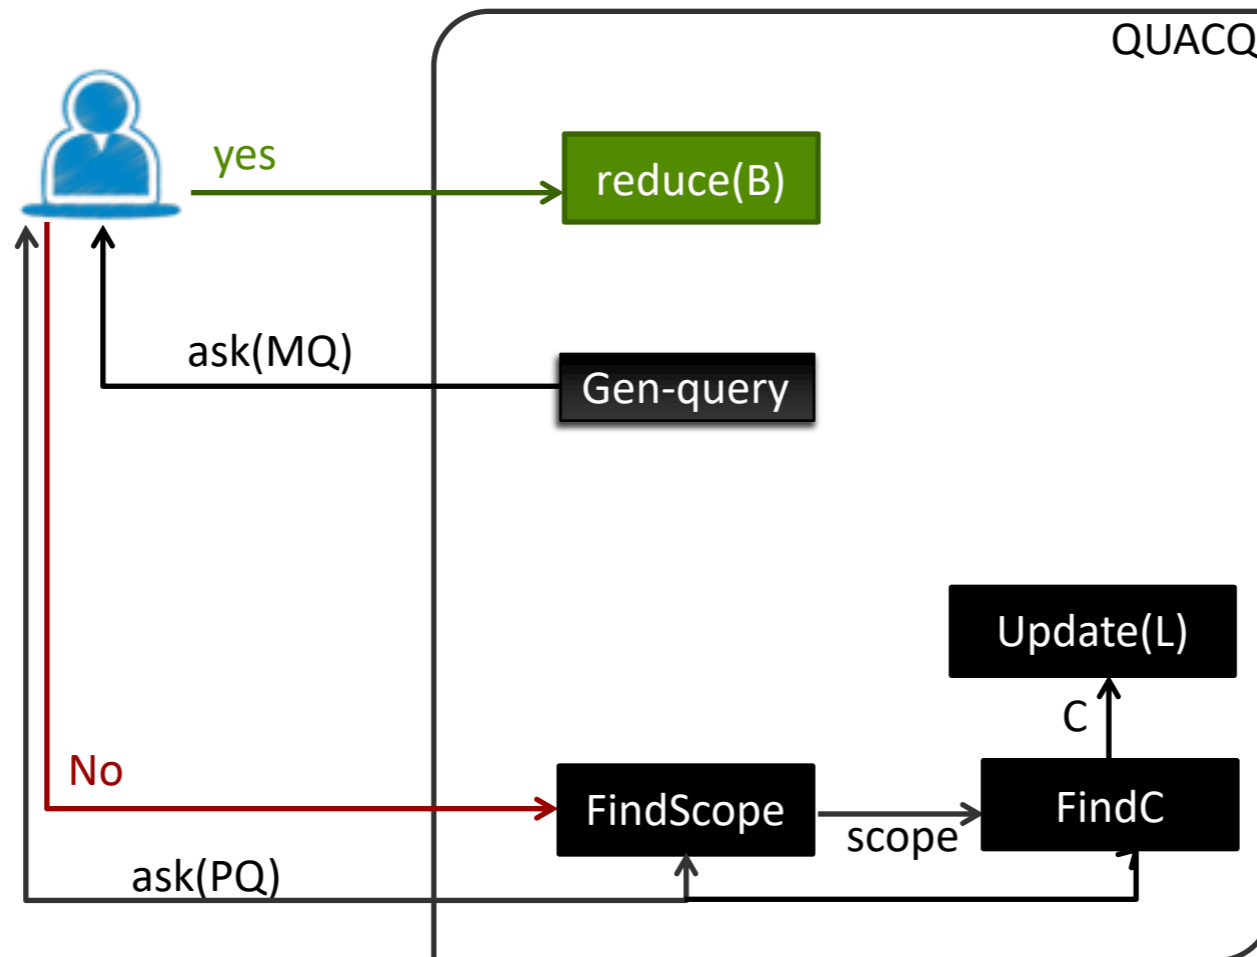 QUACQ
yes
reduce(B)
ask(MQ)
Gen-query
Update(L)
C
No
FindScope
scope
FindC
ask(PQ)